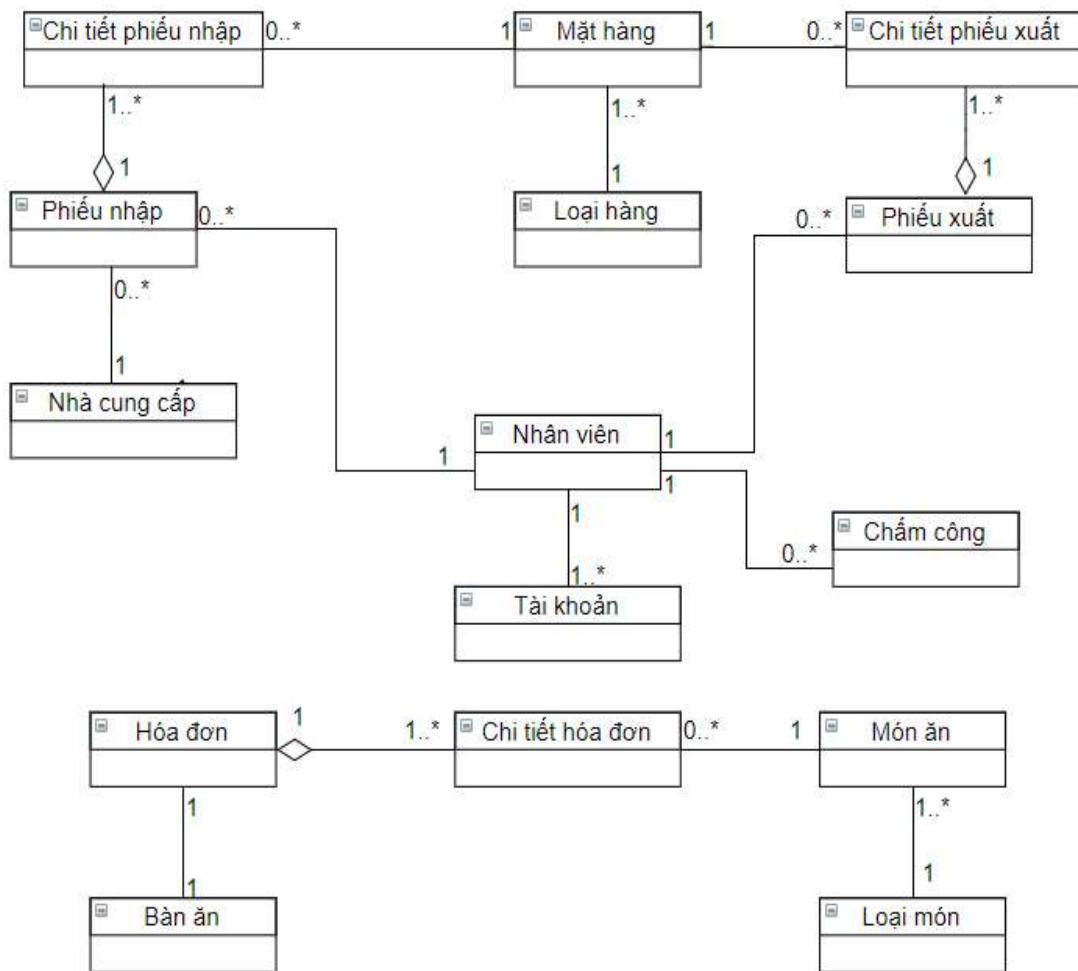 Chi tiết phiếu nhập 0..* 1 Mặt hàng 1 0..* Chi tiết phiếu xuất
1..* 1..* 1..*
1 1 1
Phiếu nhập 0..* Loại hàng 0..* Phiếu xuất
0..*
1
Nhà cung cấp
1 Nhân viên 1
1
1 0..* Chấm công
1..*
Tài khoản
Hóa đơn 1 1..* Chi tiết hóa đơn 0..* 1 Món ăn
1 1..*
1 1
Bàn ăn Loại món